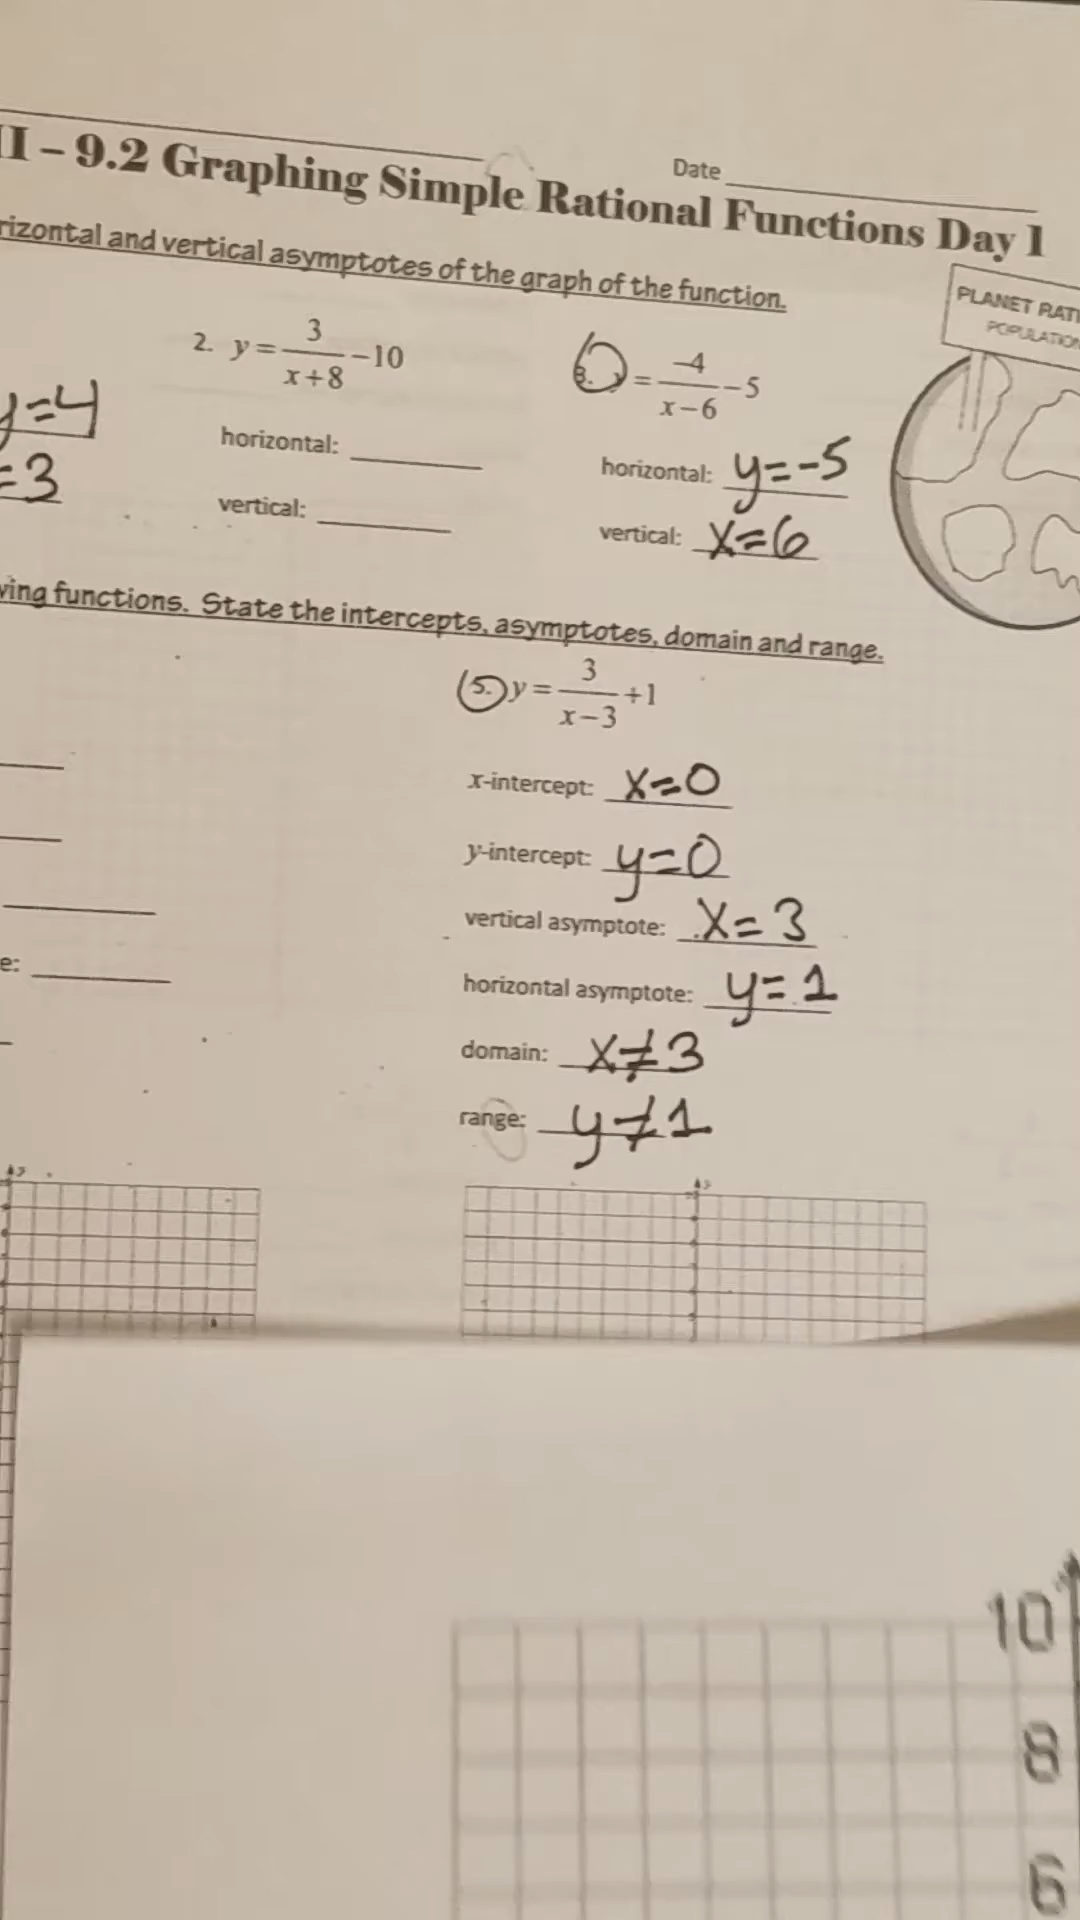 Date
II – 9.2 Graphing Simple Rational Functions Day 1
rizontal and vertical asymptotes of the graph of the function.
PLANET RATI
POPULATION
2. y = 3/(x+8) − 10
3. = −4/(x−6) − 5
y=4
=3
horizontal:
vertical:
horizontal: y=-5
vertical: x=6
ving functions. State the intercepts, asymptotes, domain and range.
5. y = 3/(x−3) + 1
x-intercept: x=0
y-intercept: y=0
vertical asymptote: x=3
e:
horizontal asymptote: y=1
domain: x≠3
range: y≠1
y
y
10
8
6